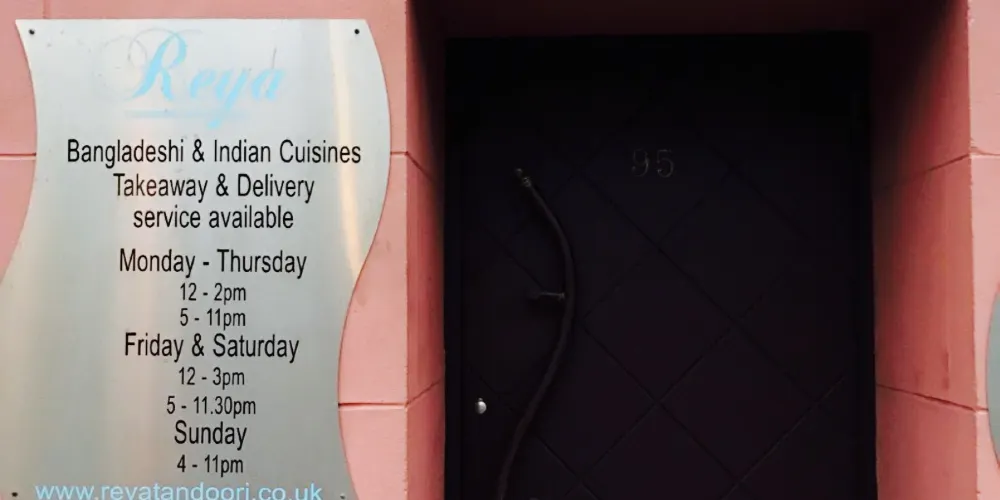 Reya
Bangladeshi & Indian Cuisines
Takeaway & Delivery
service available
Monday - Thursday
12 - 2pm
5 - 11pm
Friday & Saturday
12 - 3pm
5 - 11.30pm
Sunday
4 - 11pm
www.reyatandoori.co.uk
95